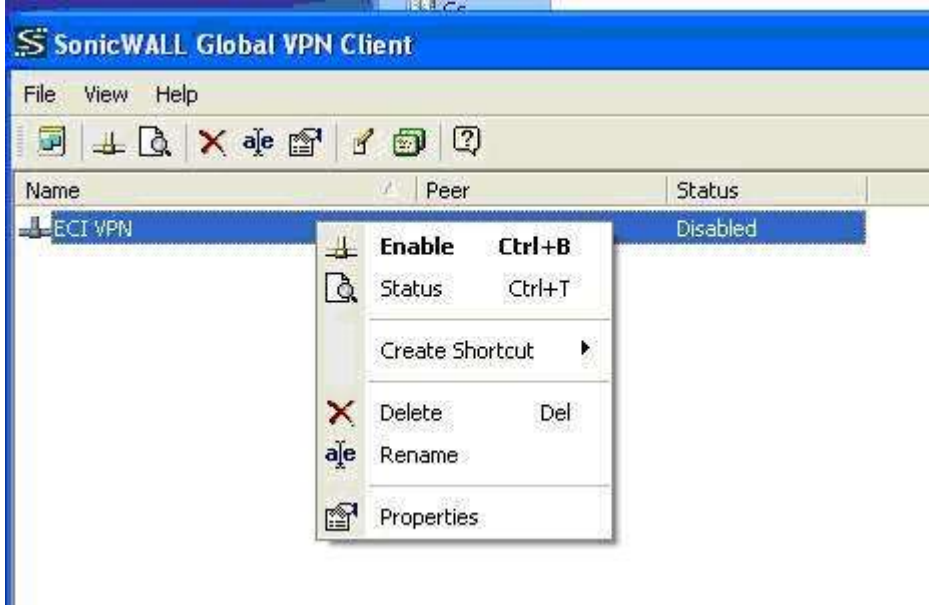 SonicWALL Global VPN Client
File View Help
Name Peer Status
ECI VPN Disabled
Enable Ctrl+B
Status Ctrl+T
Create Shortcut
Delete Del
Rename
Properties